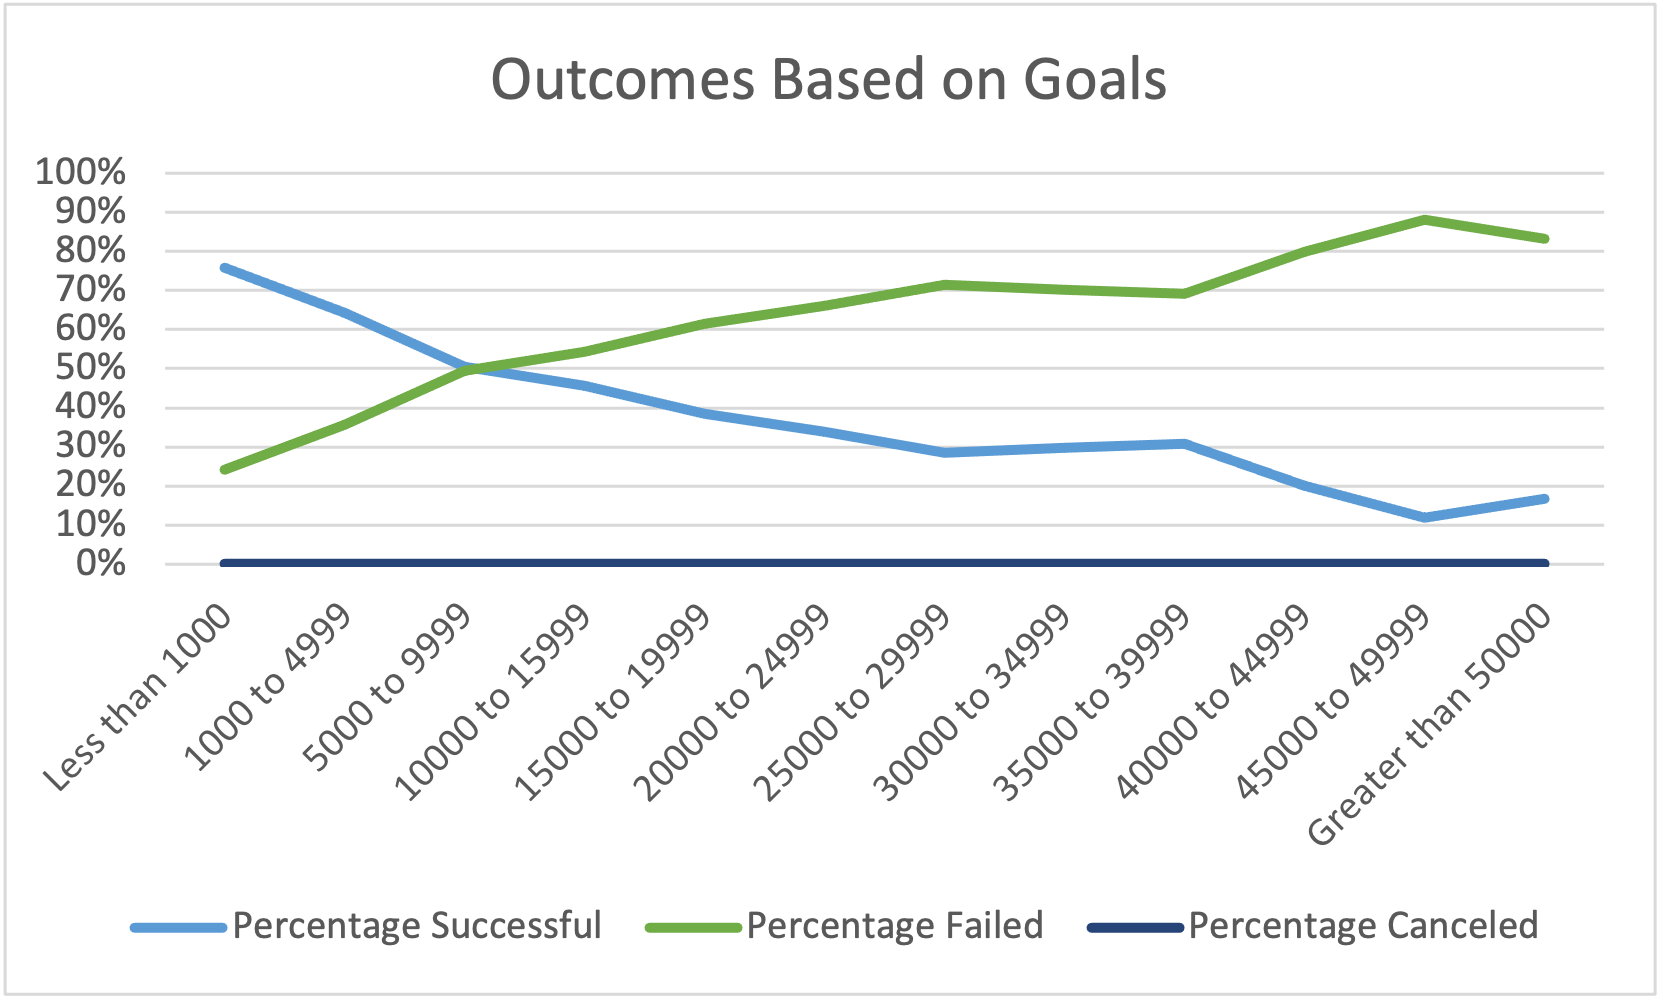 Outcomes Based on Goals
100%
90%
80%
70%
60%
50%
40%
30%
20%
10%
0%
Less than 1000
1000 to 4999
5000 to 9999
10000 to 15999
15000 to 19999
20000 to 24999
25000 to 29999
30000 to 34999
35000 to 39999
40000 to 44999
45000 to 49999
Greater than 50000
Percentage Successful
Percentage Failed
Percentage Canceled